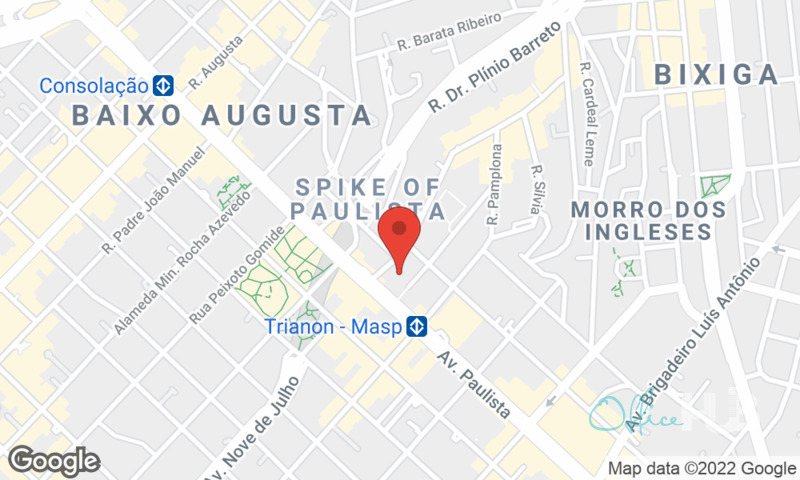 R. Barata Ribeiro
R. Augusta
R. Dr. Plínio Barreto
BIXIGA
Consolação
BAIXO AUGUSTA
R. Cardeal Leme
R. Padre João Manuel
R. Pamplona
R. Sílvia
SPIKE OF
PAULISTA
MORRO DOS
INGLESES
Alameda Min. Rocha Azevedo
Rua Peixoto Gomide
Av. Brigadeiro Luís Antônio
Trianon - Masp
Av. Paulista
Av. Nove de Julho
Office
HUB
Google
Map data ©2022 Google